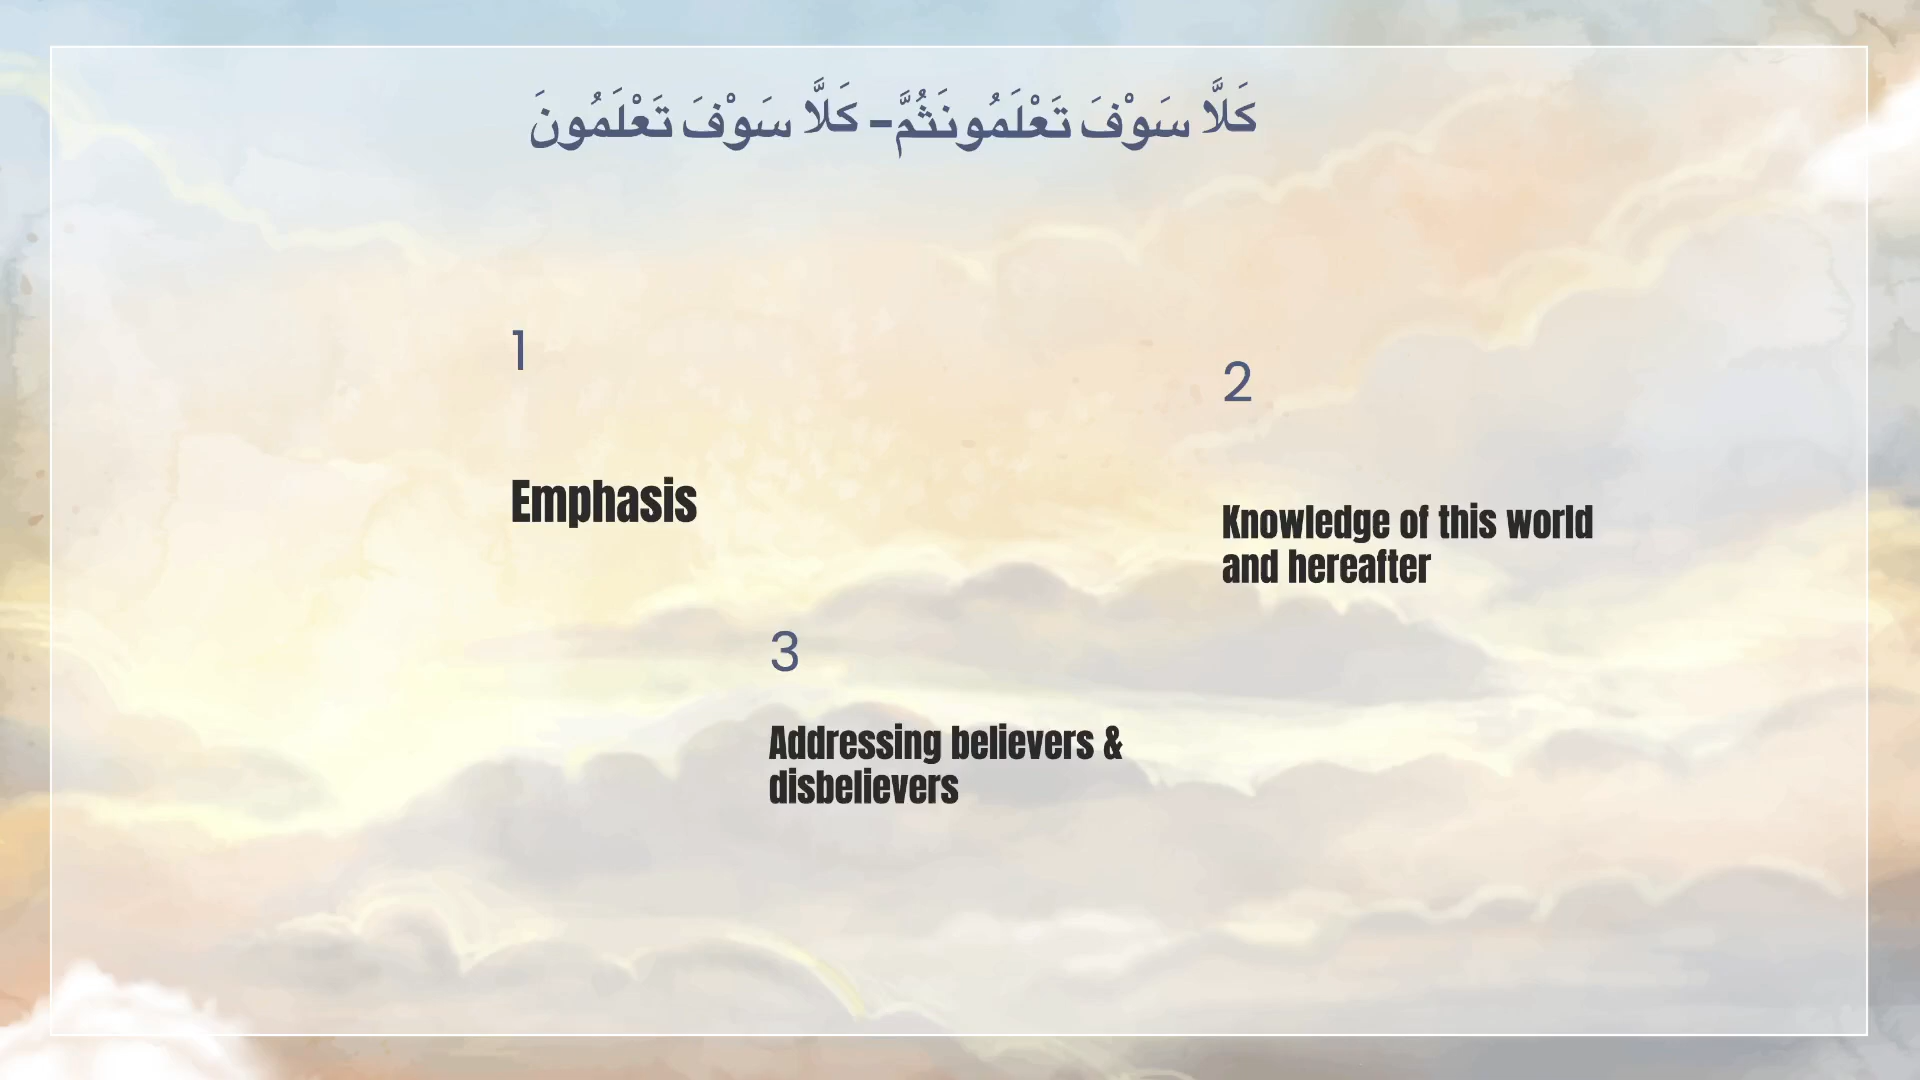 كَلَّا سَوْفَ تَعْلَمُونَثُمَّ- كَلَّا سَوْفَ تَعْلَمُونَ
1
Emphasis
2
Knowledge of this world
and hereafter
3
Addressing believers &
disbelievers